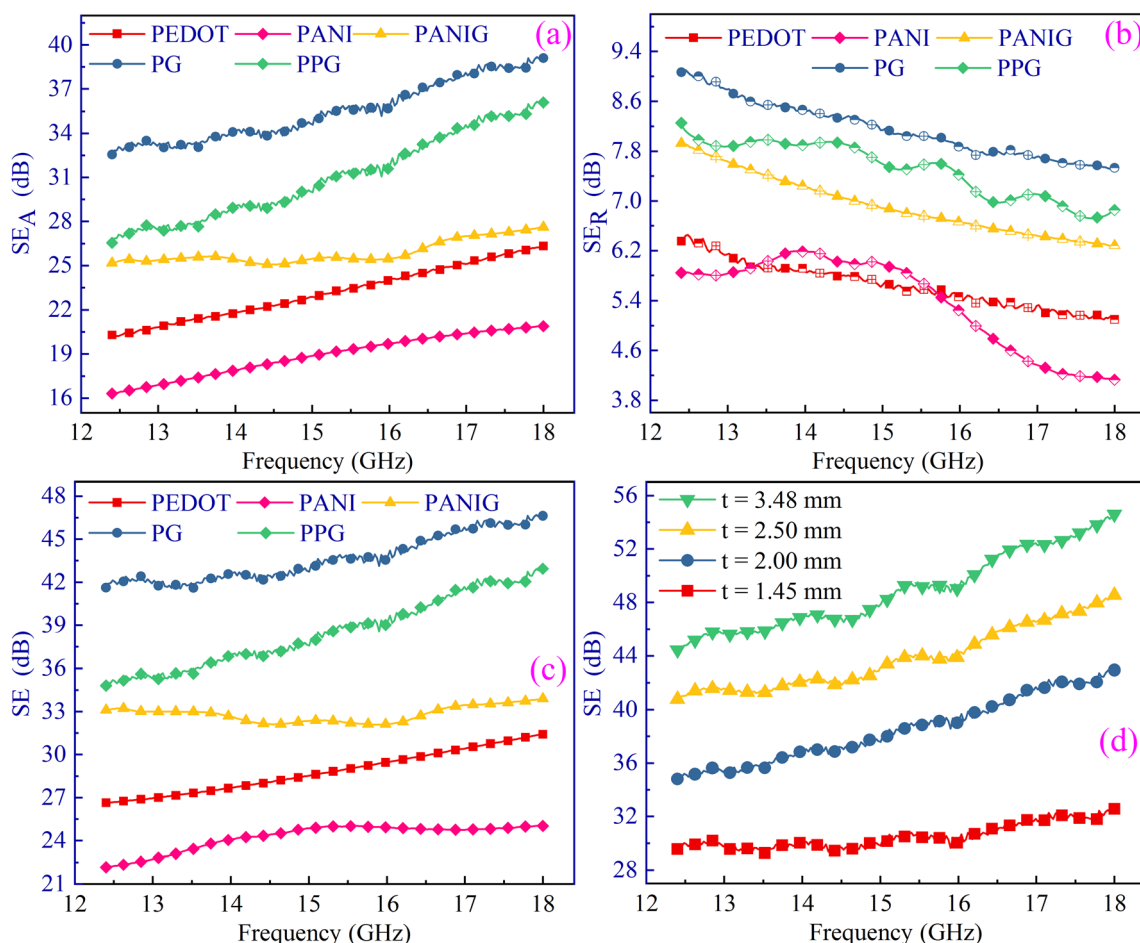 PEDOT PANI PANIG
PG PPG
(a)
SE_A (dB)
40
37
34
31
28
25
22
19
16
12 13 14 15 16 17 18
Frequency (GHz)
PEDOT PANI PANIG
PG PPG
(b)
SE_R (dB)
9.4
8.6
7.8
7.0
6.2
5.4
4.6
3.8
12 13 14 15 16 17 18
Frequency (GHz)
PEDOT PANI PANIG
PG PPG
(c)
SE (dB)
48
45
42
39
36
33
30
27
24
21
12 13 14 15 16 17 18
Frequency (GHz)
t = 3.48 mm
t = 2.50 mm
t = 2.00 mm
t = 1.45 mm
(d)
SE (dB)
56
52
48
44
40
36
32
28
12 13 14 15 16 17 18
Frequency (GHz)